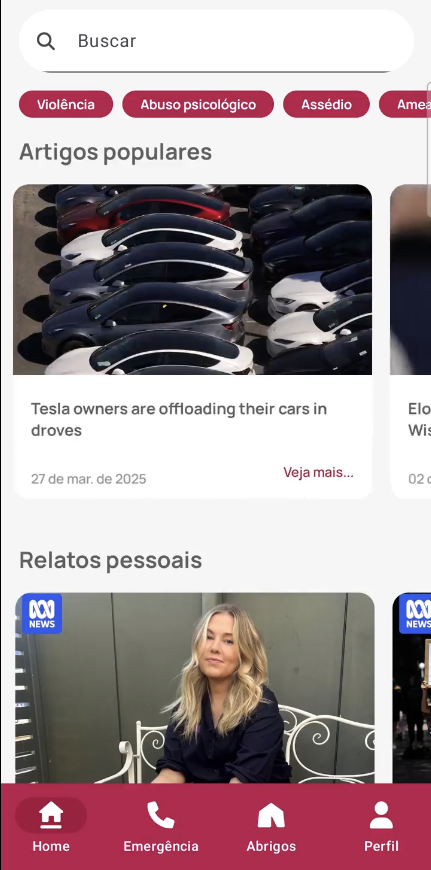 Buscar
Violência
Abuso psicológico
Assédio
Amea
Artigos populares
Tesla owners are offloading their cars in
droves
27 de mar. de 2025
Veja mais...
Elo
Wis
02
Relatos pessoais
NEWS
NEWS
Home
Emergência
Abrigos
Perfil